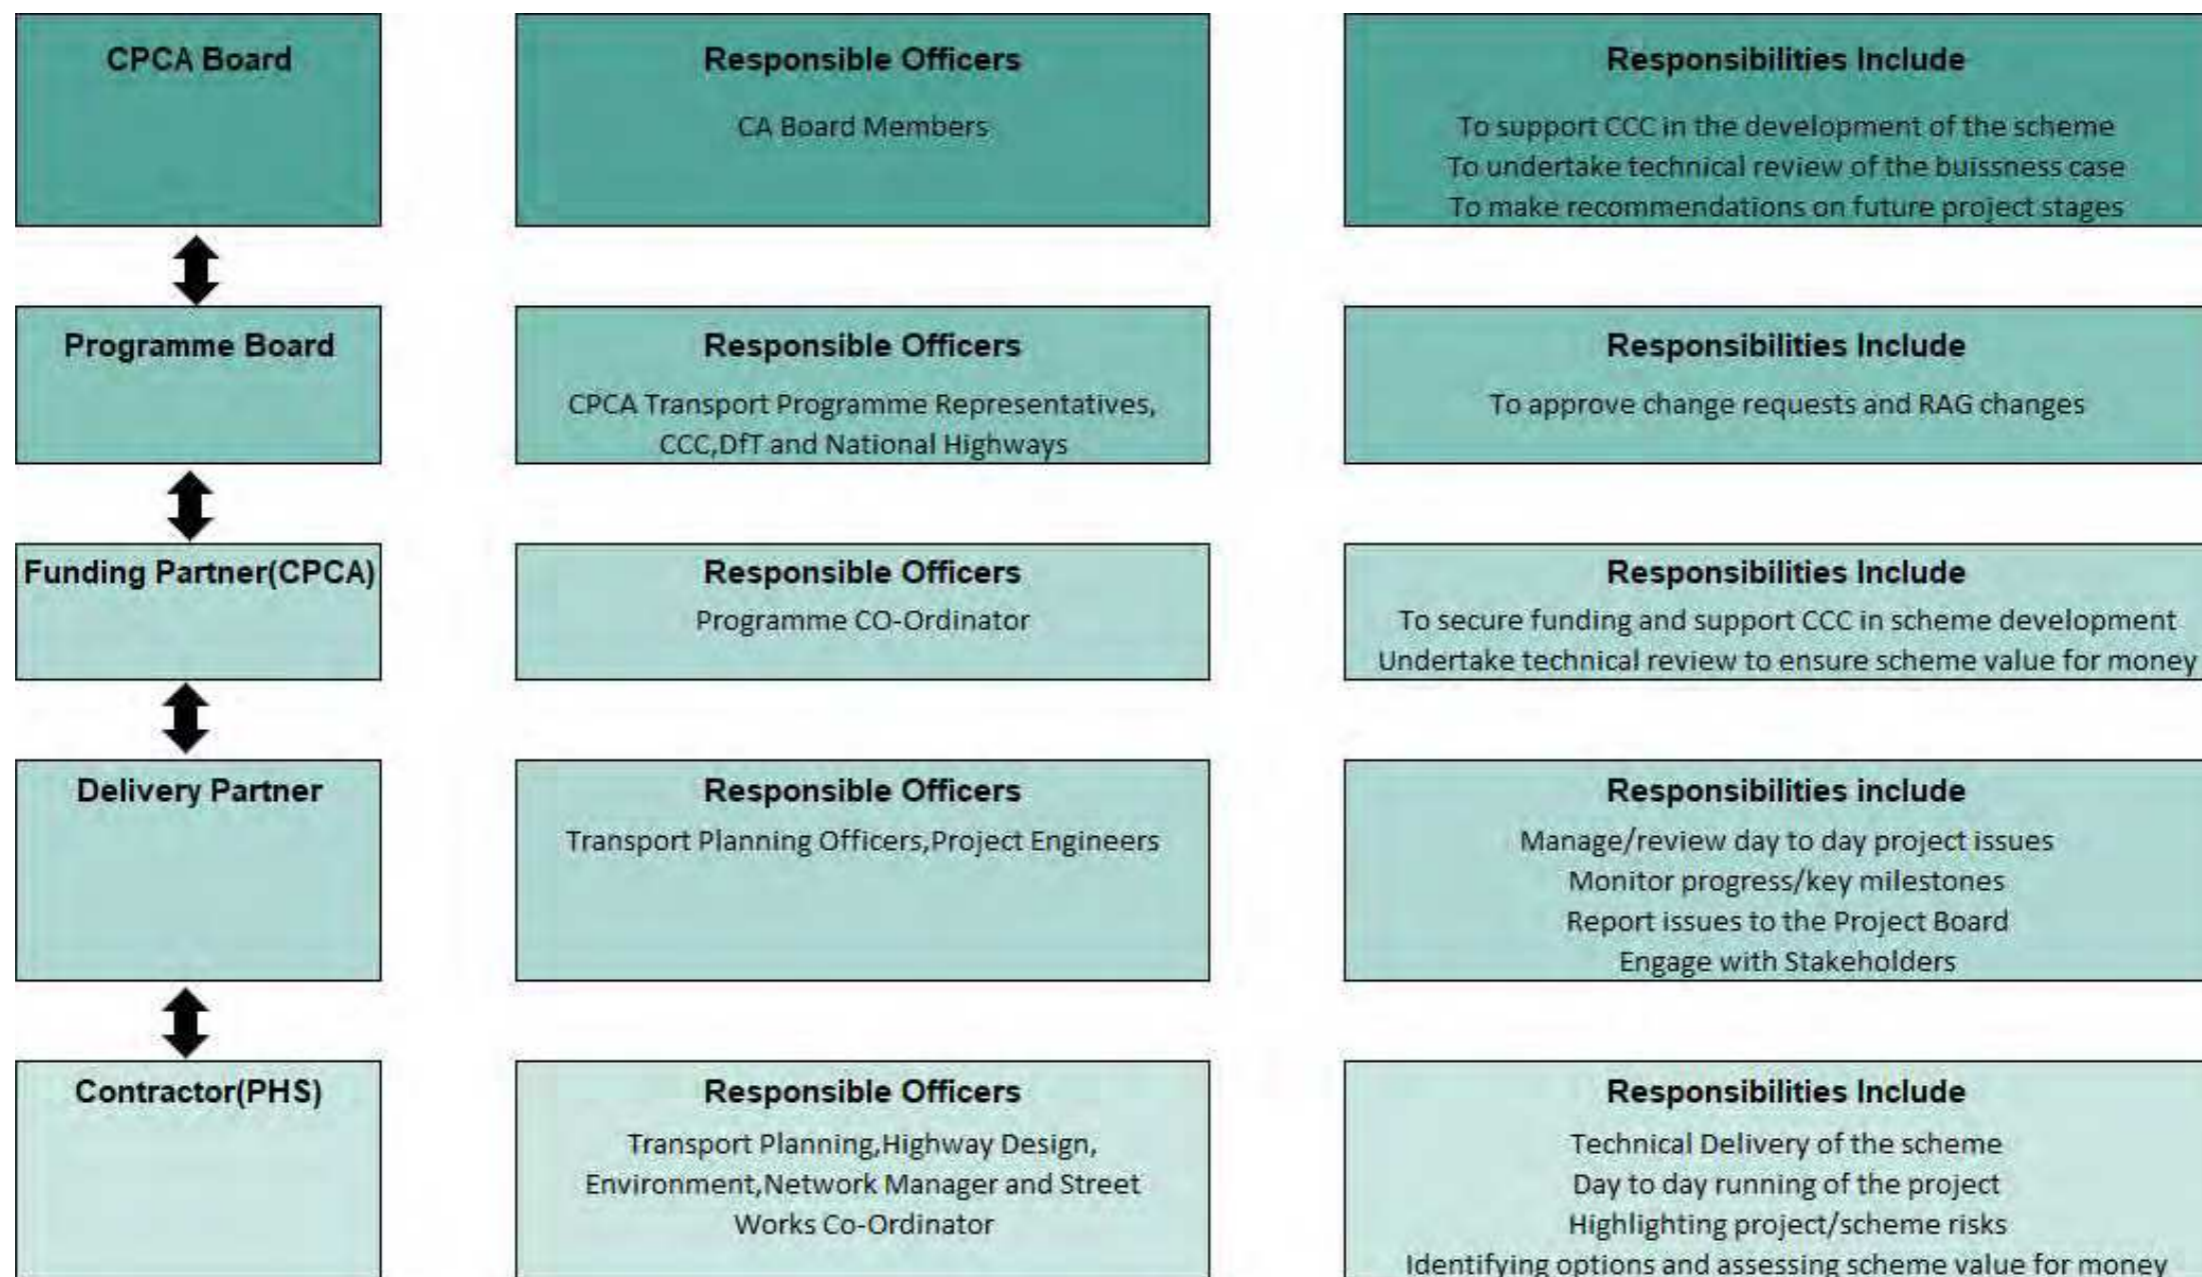 CPCA Board
Responsible Officers
CA Board Members
Responsibilities Include
To support CCC in the development of the scheme
To undertake technical review of the buissness case
To make recommendations on future project stages
Programme Board
Responsible Officers
CPCA Transport Programme Representatives,
CCC,DfT and National Highways
Responsibilities Include
To approve change requests and RAG changes
Funding Partner(CPCA)
Responsible Officers
Programme CO-Ordinator
Responsibilities Include
To secure funding and support CCC in scheme development
Undertake technical review to ensure scheme value for money
Delivery Partner
Responsible Officers
Transport Planning Officers,Project Engineers
Responsibilities include
Manage/review day to day project issues
Monitor progress/key milestones
Report issues to the Project Board
Engage with Stakeholders
Contractor(PHS)
Responsible Officers
Transport Planning,Highway Design,
Environment,Network Manager and Street
Works Co-Ordinator
Responsibilities Include
Technical Delivery of the scheme
Day to day running of the project
Highlighting project/scheme risks
Identifying options and assessing scheme value for money